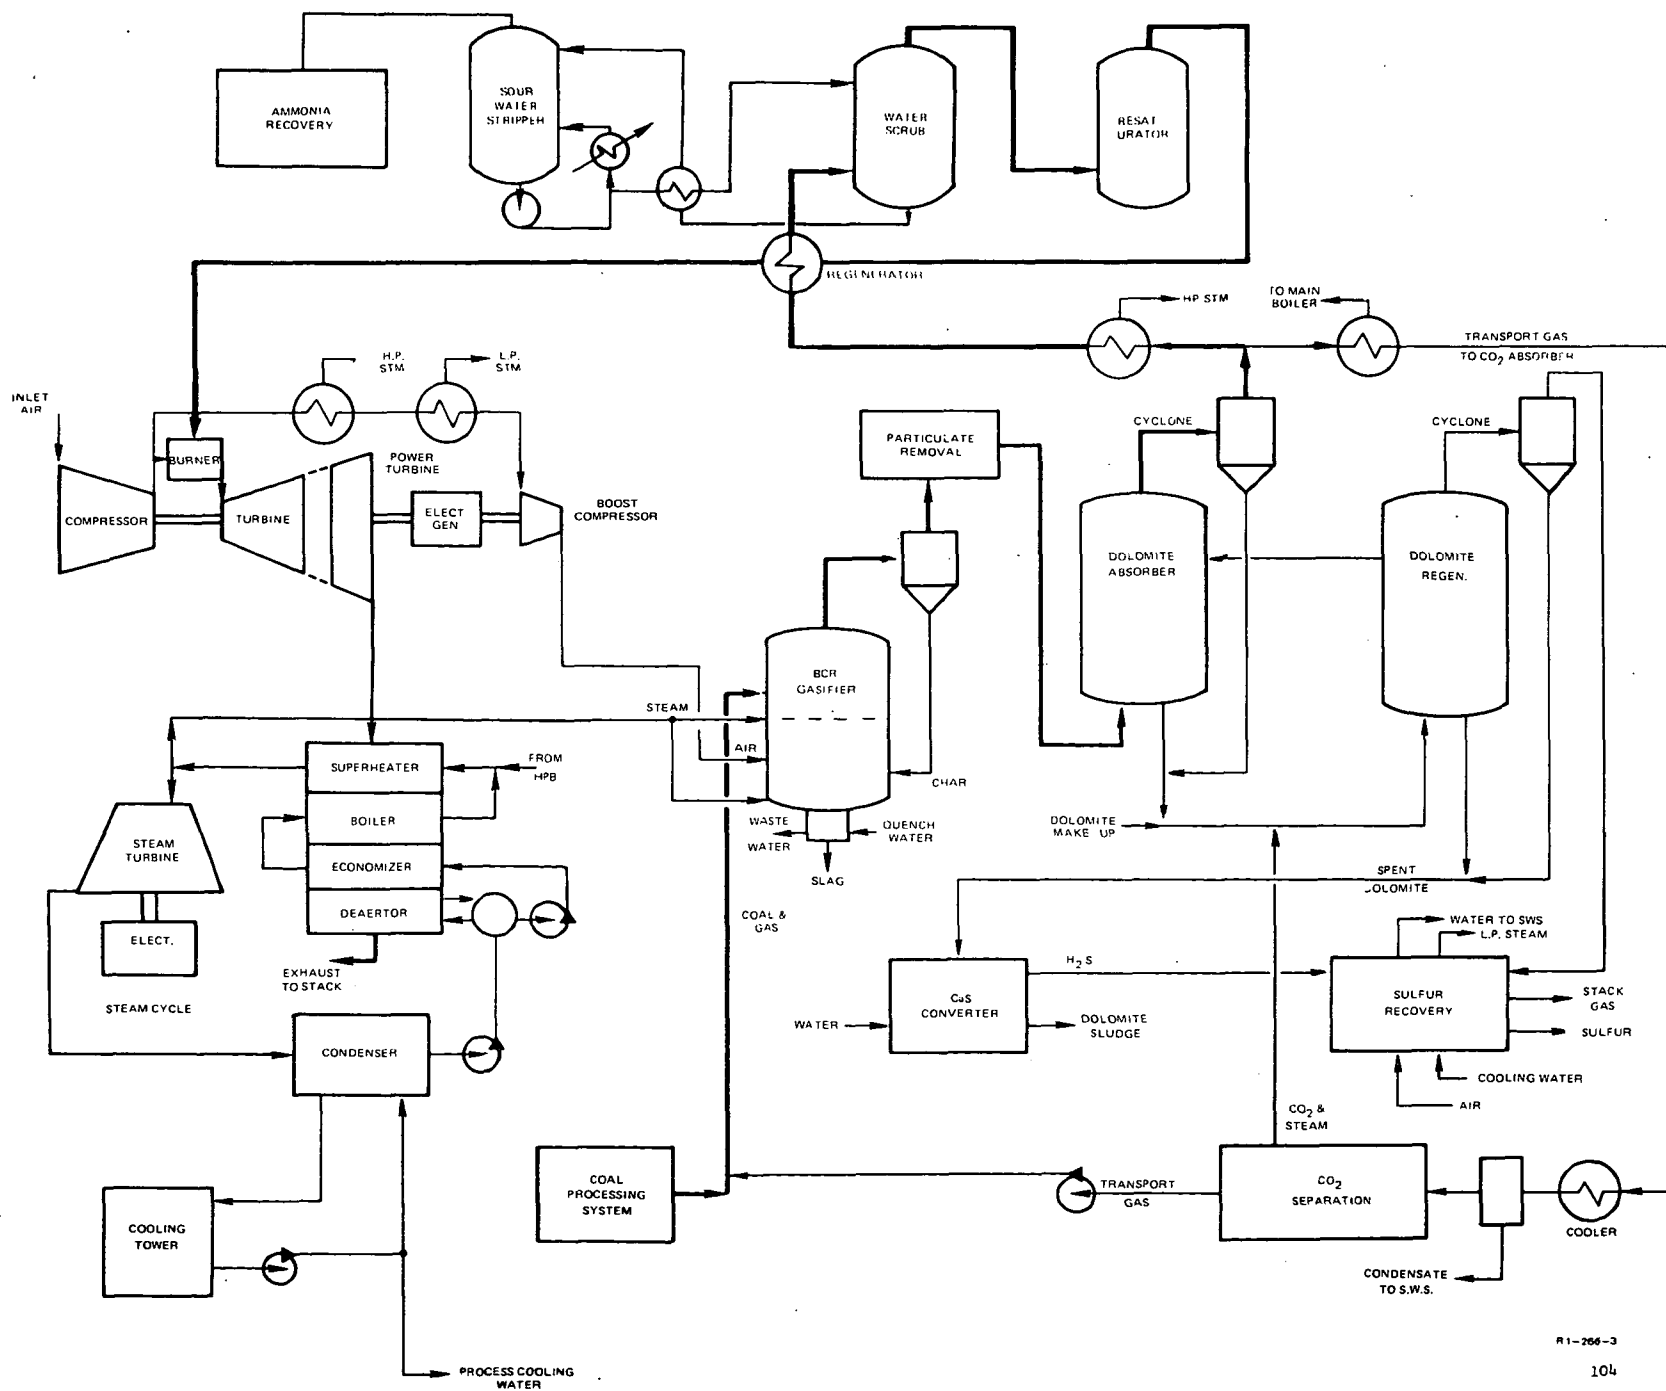 AMMONIA
RECOVERY
SOUR
WATER
STRIPPER
WATER
SCRUB
RESAT
URATOR
REGENERATOR
HP STM
TO MAIN
BOILER
TRANSPORT GAS
TO CO2 ABSORBER
H.P.
STM
L.P.
STM
INLET
AIR
BURNER
COMPRESSOR
TURBINE
POWER
TURBINE
ELECT
GEN
BOOST
COMPRESSOR
PARTICULATE
REMOVAL
CYCLONE
CYCLONE
DOLOMITE
ABSORBER
DOLOMITE
REGEN.
BCR
GASIFIER
STEAM
AIR
CHAR
WASTE
WATER
QUENCH
WATER
SLAG
DOLOMITE
MAKE UP
SPENT
DOLOMITE
SUPERHEATER
FROM
HPB
BOILER
ECONOMIZER
DEAERTOR
EXHAUST
TO STACK
STEAM
TURBINE
ELECT.
STEAM CYCLE
CONDENSER
COAL &
GAS
CaS
CONVERTER
WATER
H2S
DOLOMITE
SLUDGE
WATER TO SWS
L.P. STEAM
SULFUR
RECOVERY
STACK
GAS
SULFUR
COOLING WATER
AIR
CO2 &
STEAM
COAL
PROCESSING
SYSTEM
TRANSPORT
GAS
CO2
SEPARATION
COOLER
CONDENSATE
TO S.W.S.
COOLING
TOWER
PROCESS COOLING
WATER
R1-266-3
104